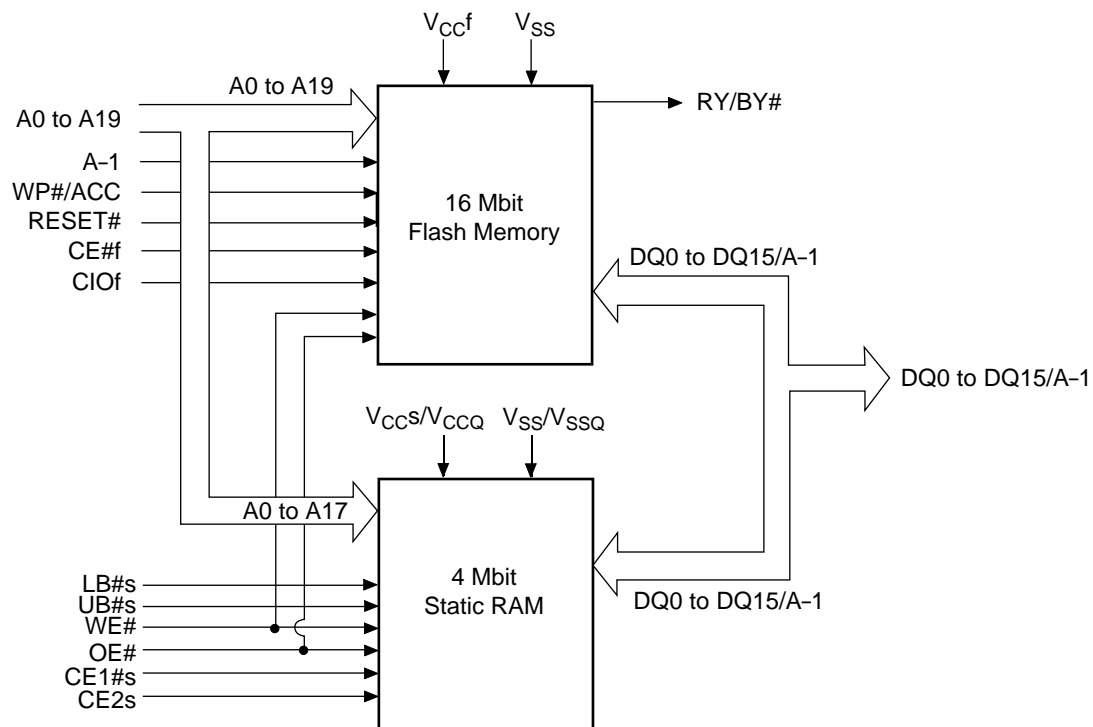 VCCf
VSS
A0 to A19
A0 to A19
RY/BY#
A–1
WP#/ACC
RESET#
CE#f
CIOf
16 Mbit
Flash Memory
DQ0 to DQ15/A–1
DQ0 to DQ15/A–1
VCCs/VCCQ
VSS/VSSQ
A0 to A17
4 Mbit
Static RAM
DQ0 to DQ15/A–1
LB#s
UB#s
WE#
OE#
CE1#s
CE2s